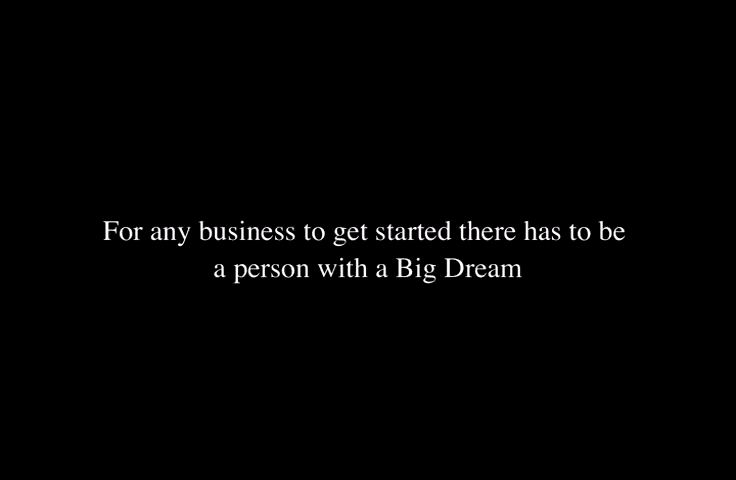 For any business to get started there has to be
a person with a Big Dream